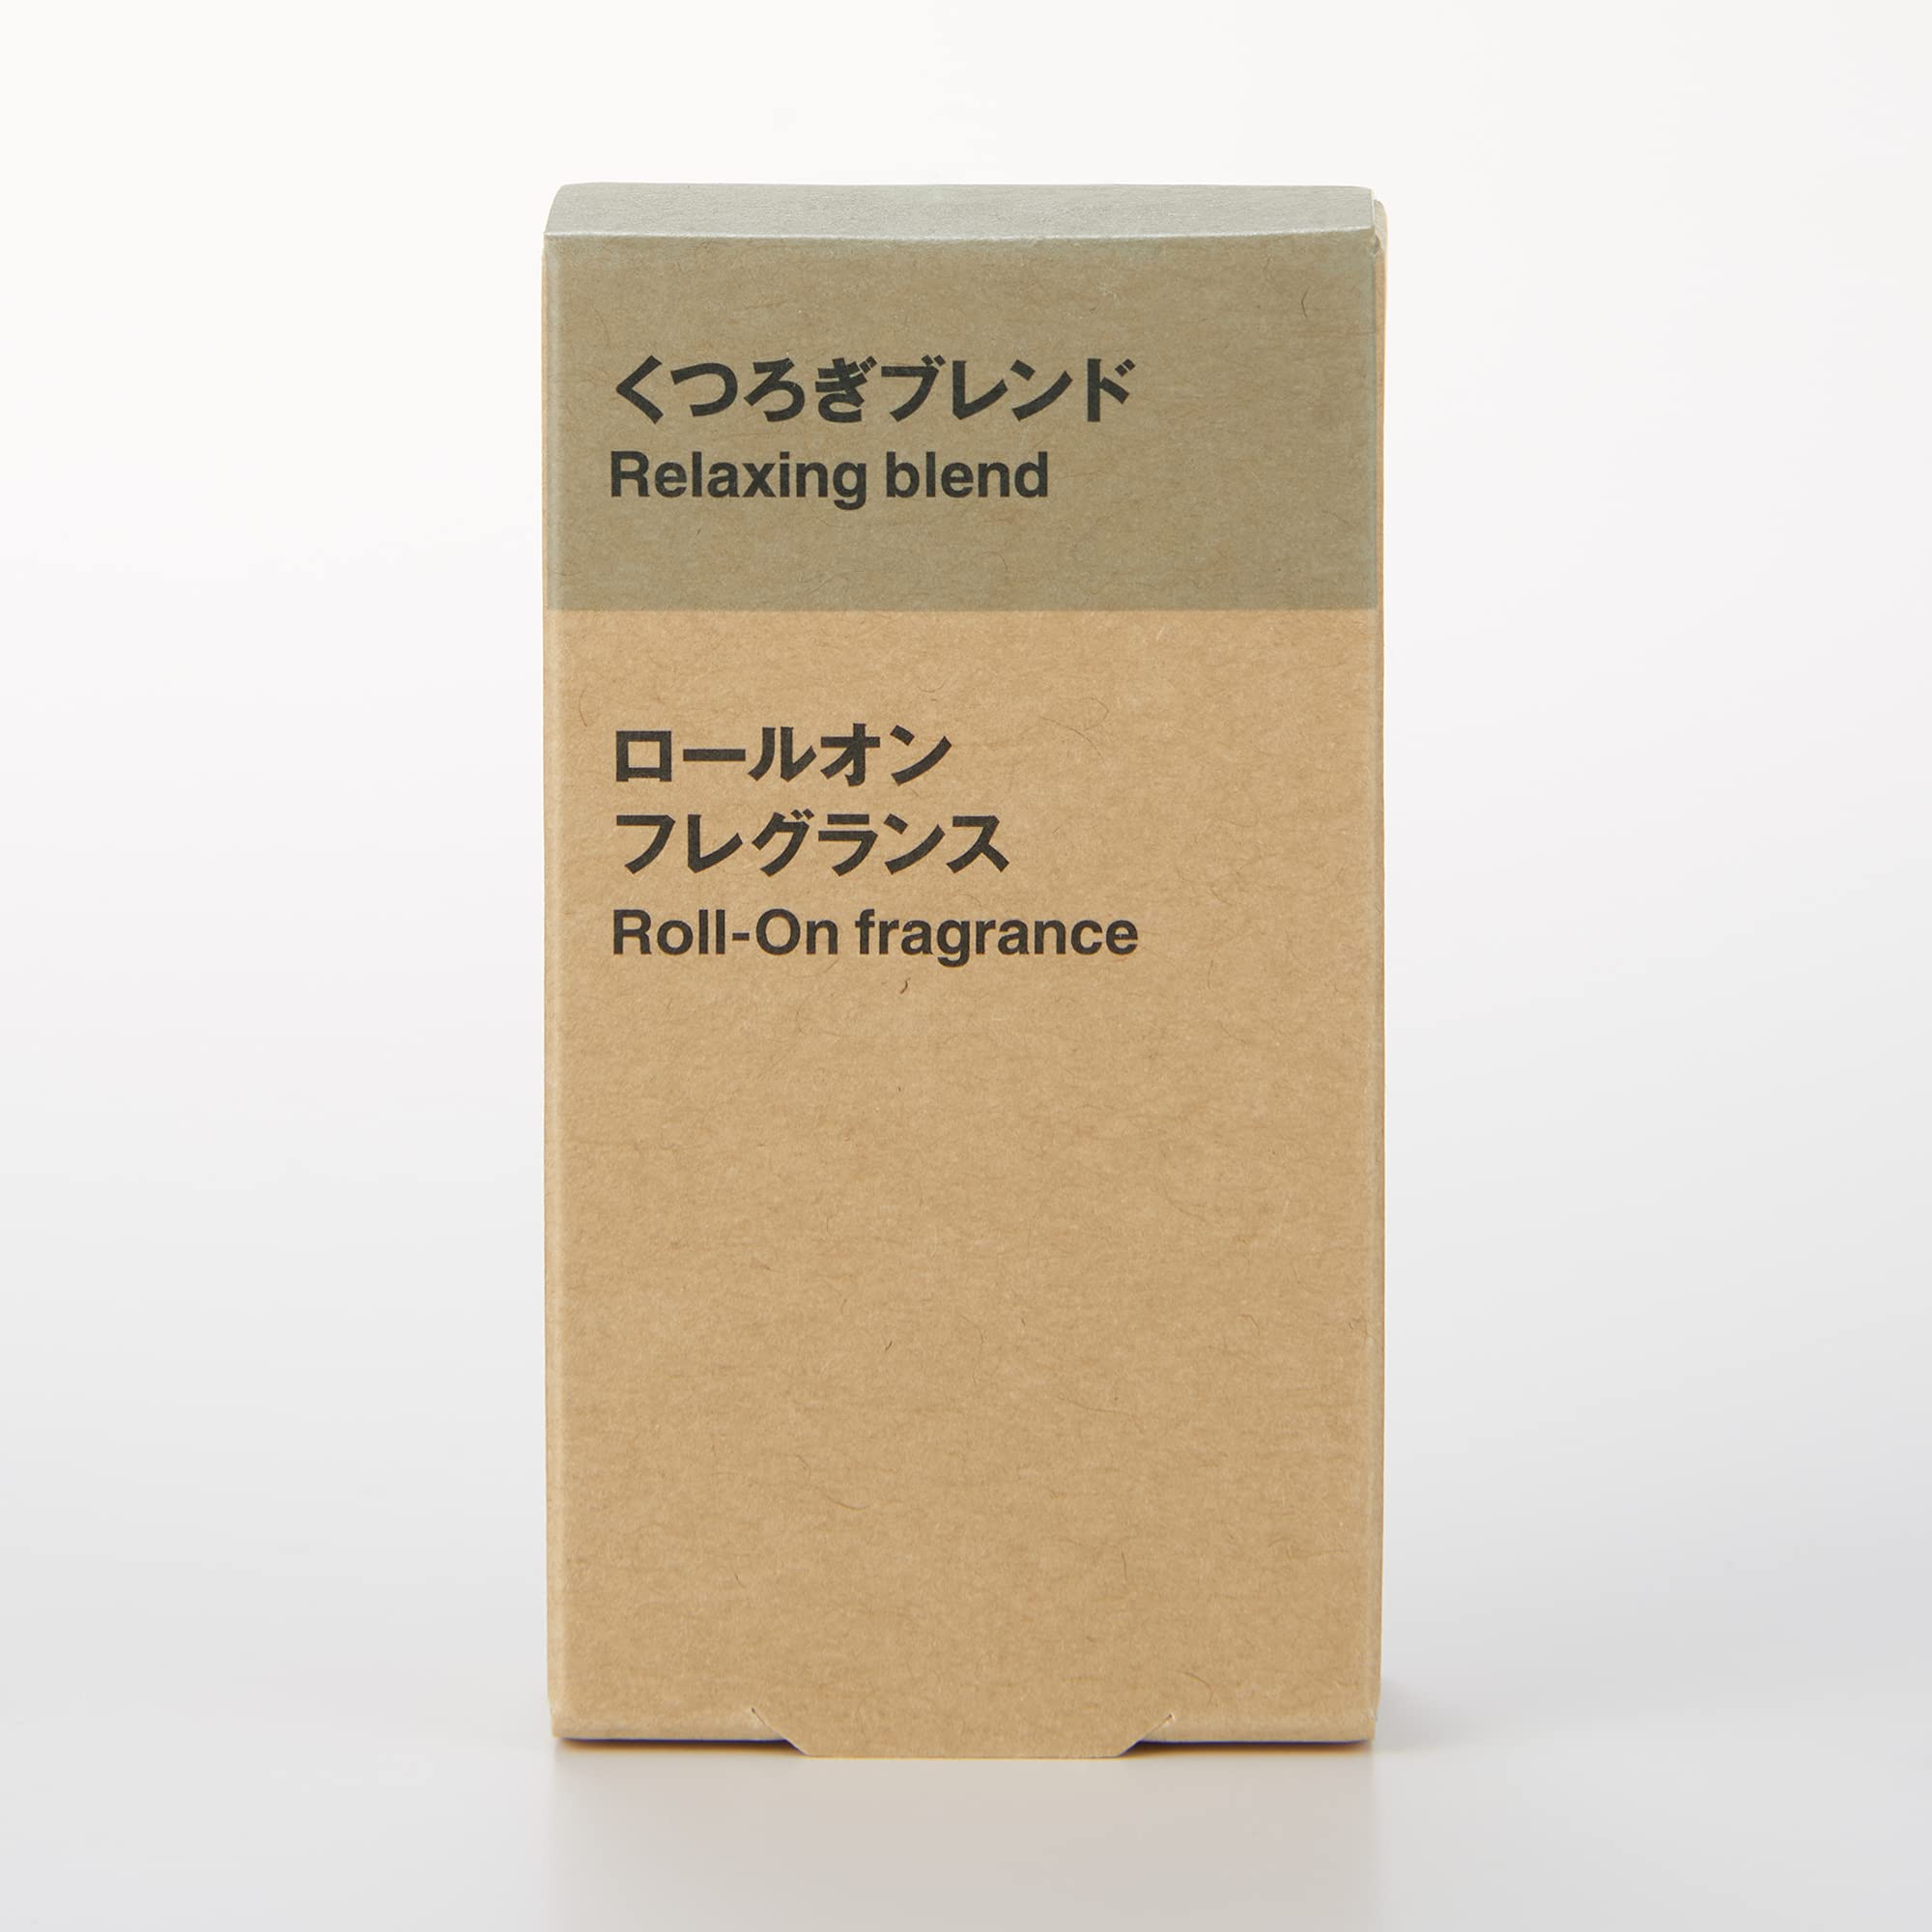 くつろぎブレンド
Relaxing blend
ロールオン
フレグランス
Roll-On fragrance